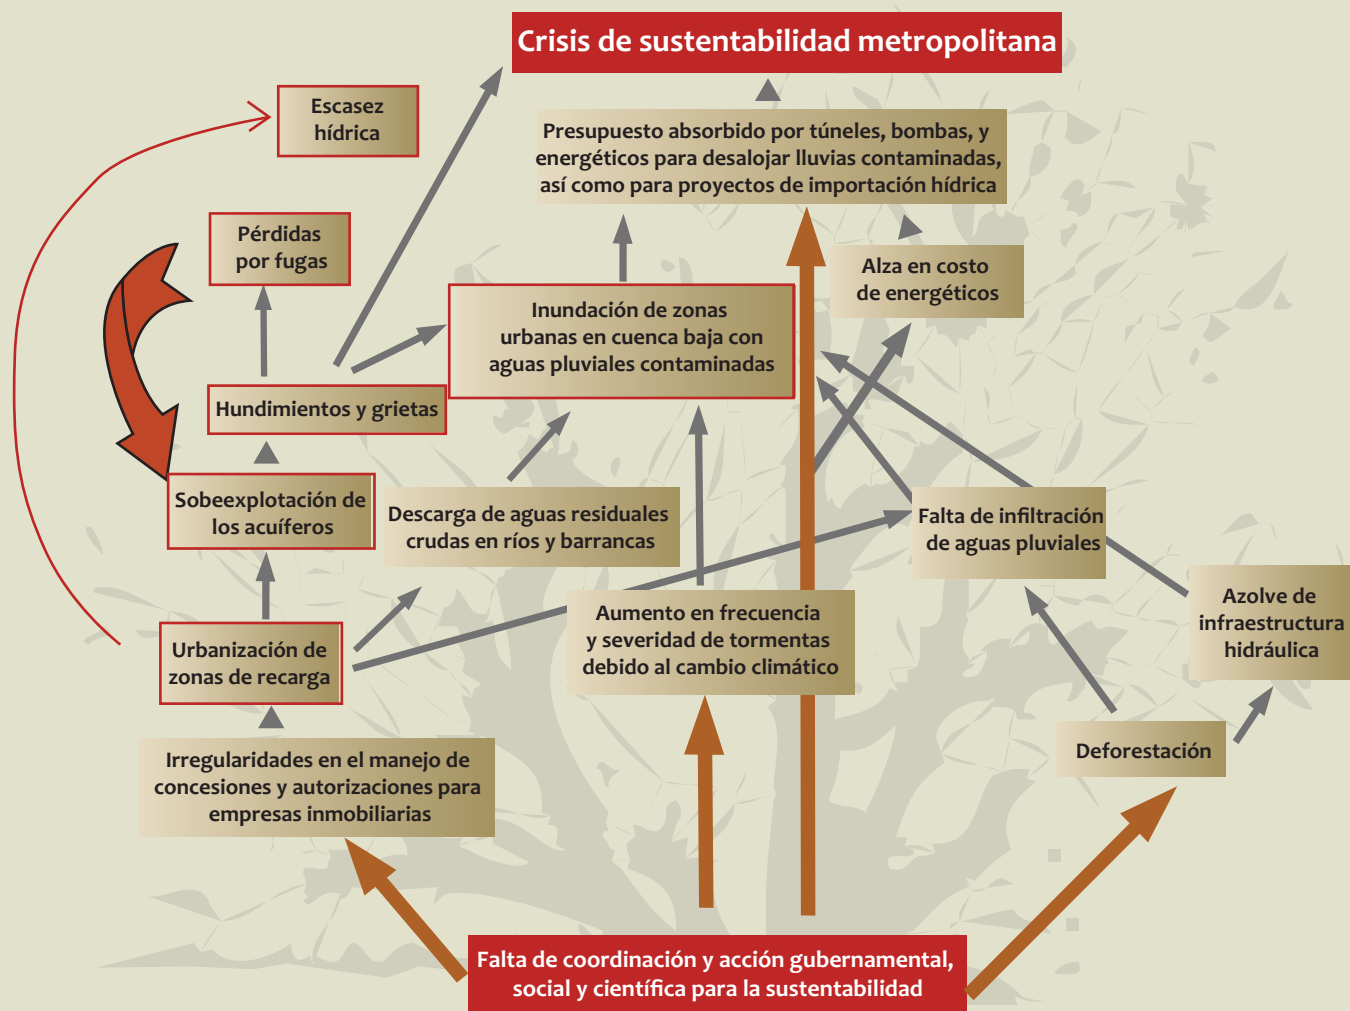 Crisis de sustentabilidad metropolitana
Escasez
hídrica
Presupuesto absorbido por túneles, bombas, y
energéticos para desalojar lluvias contaminadas,
así como para proyectos de importación hídrica
Pérdidas
por fugas
Alza en costo
de energéticos
Inundación de zonas
urbanas en cuenca baja con
aguas pluviales contaminadas
Hundimientos y grietas
Sobeexplotación de
los acuíferos
Descarga de aguas residuales
crudas en ríos y barrancas
Falta de infiltración
de aguas pluviales
Azolve de
infraestructura
hidráulica
Urbanización de
zonas de recarga
Aumento en frecuencia
y severidad de tormentas
debido al cambio climático
Deforestación
Irregularidades en el manejo de
concesiones y autorizaciones para
empresas inmobiliarias
Falta de coordinación y acción gubernamental,
social y científica para la sustentabilidad